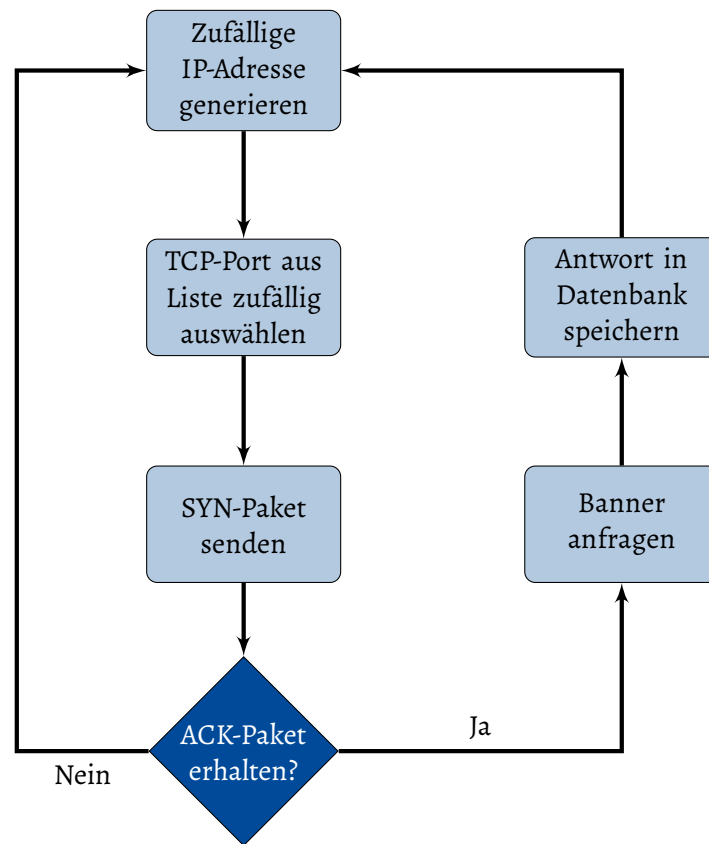 Zufällige
IP-Adresse
generieren
TCP-Port aus
Liste zufällig
auswählen
SYN-Paket
senden
ACK-Paket
erhalten?
Nein
Ja
Banner
anfragen
Antwort in
Datenbank
speichern